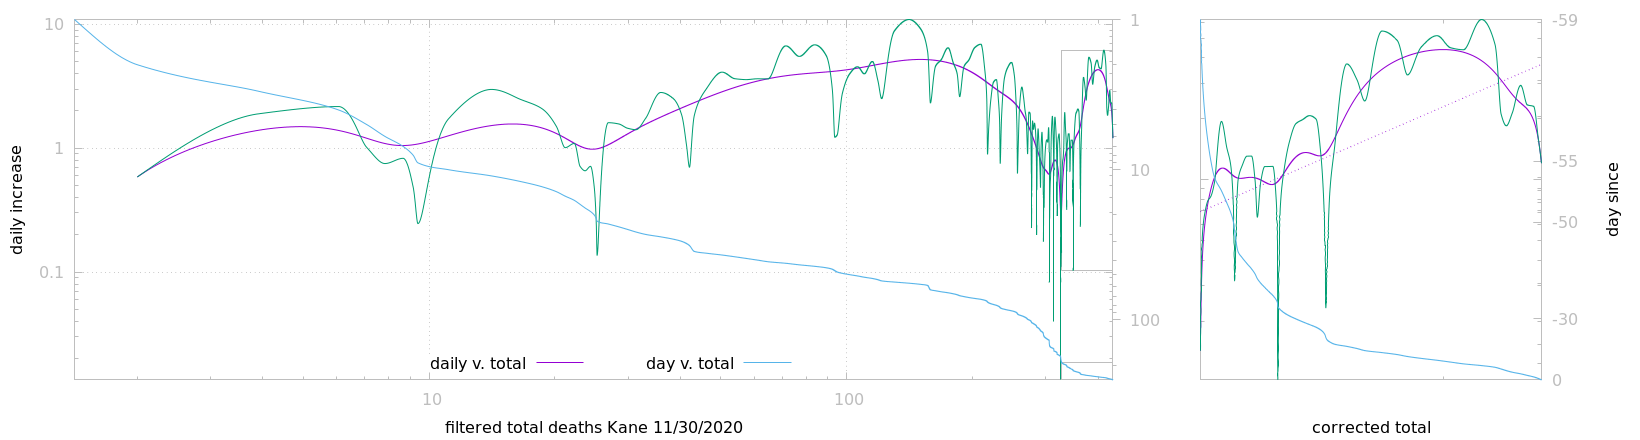 10
1
0.1
daily increase
10
100
1
10
100
daily v. total
day v. total
filtered total deaths Kane 11/30/2020
-59
-55
-50
-30
0
day since
corrected total